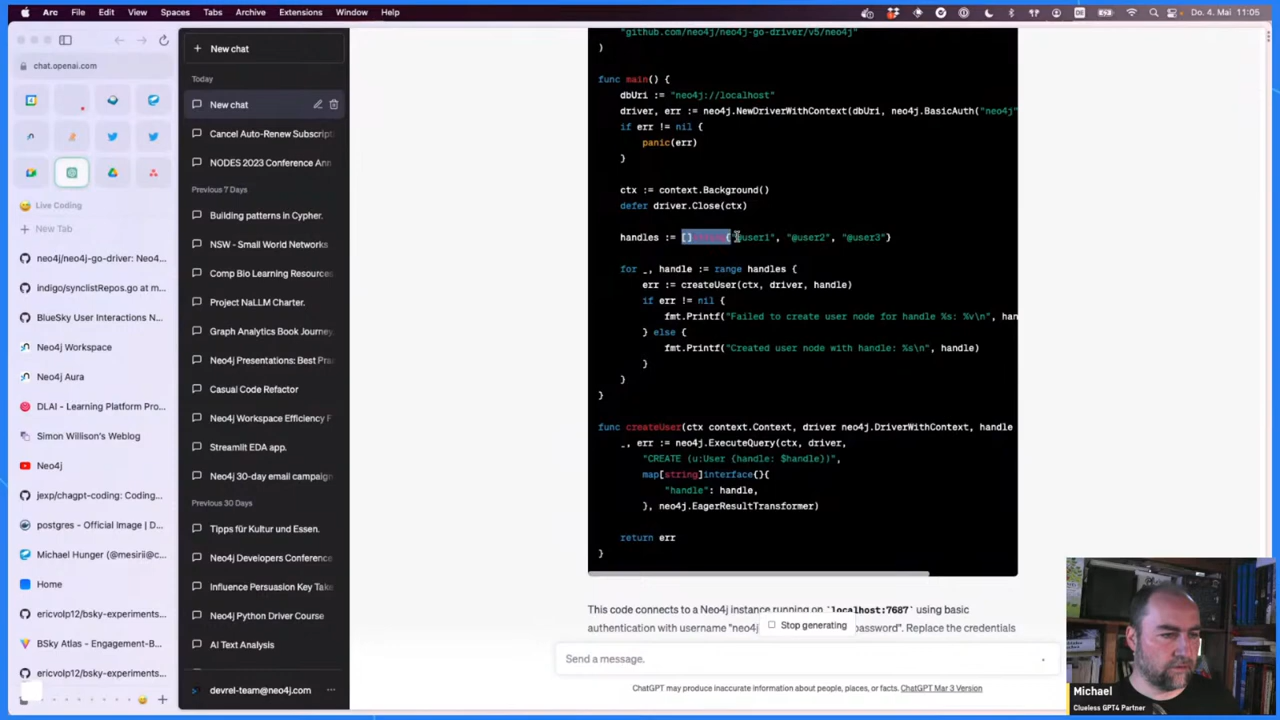 Arc File Edit View Spaces Tabs Archive Extensions Window Help
Do. 4. Mai 11:05
chat.openai.com
Live Coding
New Tab
neo4j/neo4j-go-driver: Neo4...
indigo/synclistRepos.go at m...
BlueSky User Interactions N...
Neo4j Workspace
Neo4j Aura
DLAI - Learning Platform Pro...
Simon Willison's Weblog
Neo4j
jexp/chagpt-coding: Coding...
postgres - Official Image | D...
Michael Hunger (@mesirii@c...
Home
ericvolp12/bsky-experiments...
BSky Atlas - Engagement-B...
ericvolp12/bsky-experiments...
New chat
Today
New chat
Cancel Auto-Renew Subscript
NODES 2023 Conference Ann
Previous 7 Days
Building patterns in Cypher.
NSW - Small World Networks
Comp Bio Learning Resources
Project NaLLM Charter.
Graph Analytics Book Journey.
Neo4j Presentations: Best Pra
Casual Code Refactor
Neo4j Workspace Efficiency F
Streamlit EDA app.
Neo4j 30-day email campaign
Previous 30 Days
Tipps für Kultur und Essen.
Neo4j Developers Conference
Influence Persuasion Key Take
Neo4j Python Driver Course
AI Text Analysis
devrel-team@neo4j.com
"github.com/neo4j/neo4j-go-driver/v5/neo4j"
)
func main() {
dbUri := "neo4j://localhost"
driver, err := neo4j.NewDriverWithContext(dbUri, neo4j.BasicAuth("neo4j"
if err != nil {
panic(err)
}
ctx := context.Background()
defer driver.Close(ctx)
handles := []string{"@user1", "@user2", "@user3"}
for _, handle := range handles {
err := createUser(ctx, driver, handle)
if err != nil {
fmt.Printf("Failed to create user node for handle %s: %v\n", han
} else {
fmt.Printf("Created user node with handle: %s\n", handle)
}
}
}
func createUser(ctx context.Context, driver neo4j.DriverWithContext, handle
_, err := neo4j.ExecuteQuery(ctx, driver,
"CREATE (u:User {handle: $handle})",
map[string]interface{}{
"handle": handle,
}, neo4j.EagerResultTransformer)
return err
}
This code connects to a Neo4j instance running on `localhost:7687` using basic
authentication with username "neo4j
Stop generating
password". Replace the credentials
Send a message.
ChatGPT may produce inaccurate information about people, places, or facts. ChatGPT Mar 3 Version
Michael
Clueless GPT4 Partner